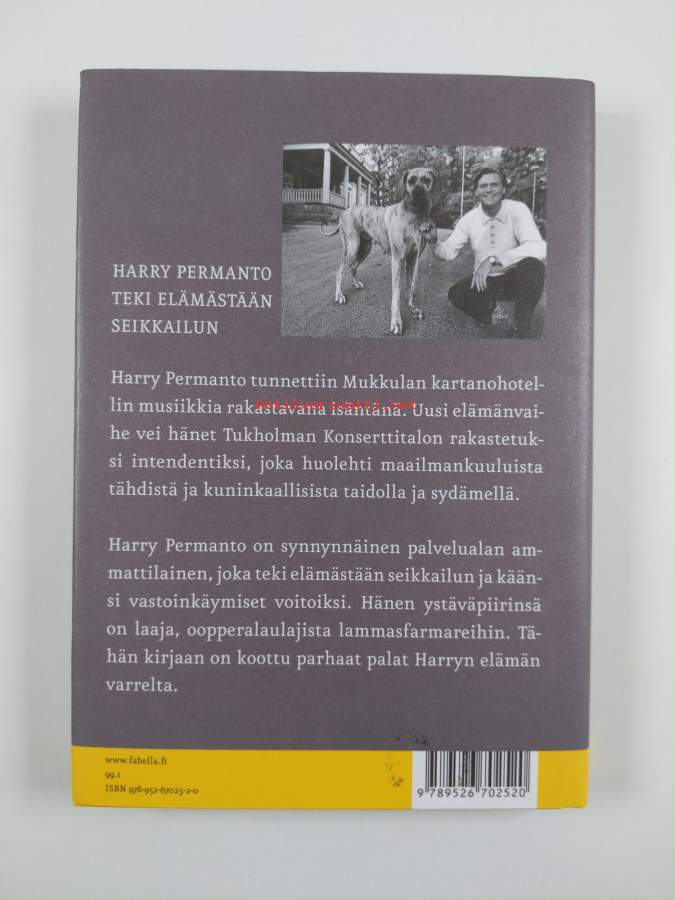 HARRY PERMANTO
TEKI ELÄMÄSTÄÄN
SEIKKAILUN
Harry Permanto tunnettiin Mukkulan kartanohotel-
lin musiikkia rakastavana isäntänä. Uusi elämänvai-
he vei hänet Tukholman Konserttitalon rakastetuk-
si intendentiksi, joka huolehti maailmankuuluista
tähdistä ja kuninkaallisista taidolla ja sydämellä.
Harry Permanto on synnynnäinen palvelualan am-
mattilainen, joka teki elämästään seikkailun ja kään-
si vastoinkäymiset voitoiksi. Hänen ystäväpiirinsä
on laaja, oopperalaulajista lammasfarmareihin. Tä-
hän kirjaan on koottu parhaat palat Harryn elämän
varrelta.
www.fabella.fi
99.1
ISBN 978-952-67025-2-0
9 789526 702520